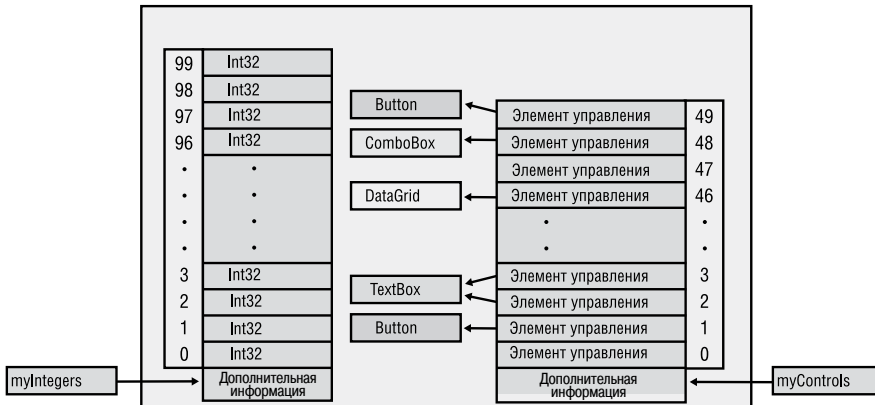 99 Int32
98 Int32
97 Int32
96 Int32
3 Int32
2 Int32
1 Int32
0 Int32
Дополнительная
информация
myIntegers
Button
ComboBox
DataGrid
TextBox
Button
Элемент управления 49
Элемент управления 48
Элемент управления 47
Элемент управления 46
Элемент управления 3
Элемент управления 2
Элемент управления 1
Элемент управления 0
Дополнительная
информация
myControls